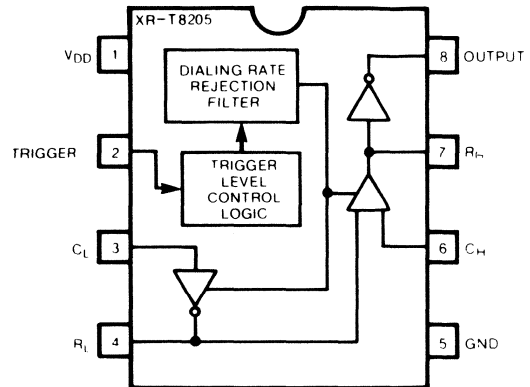 XR-T8205
VDD 1
8 OUTPUT
DIALING RATE
REJECTION
FILTER
TRIGGER 2
7 RH
TRIGGER
LEVEL
CONTROL
LOGIC
CL 3
6 CH
RL 4
5 GND